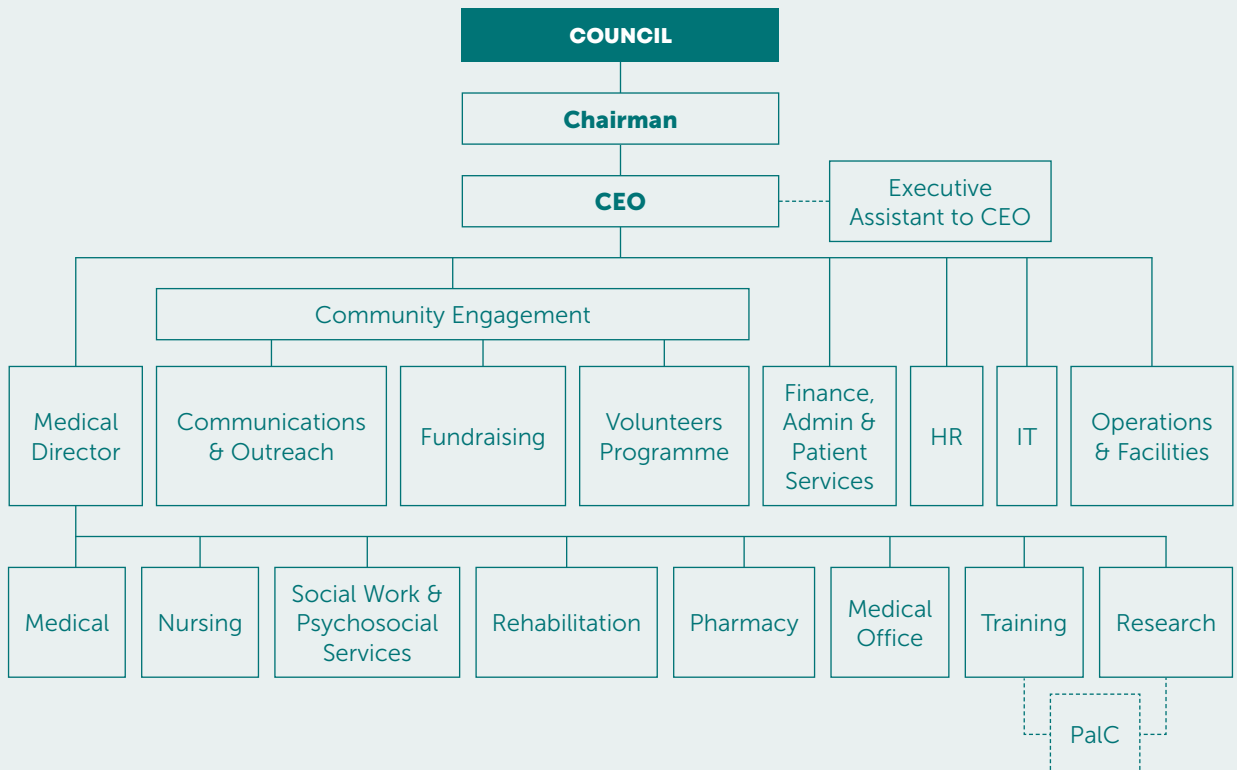 COUNCIL
Chairman
CEO
Executive
Assistant to CEO
Community Engagement
Medical
Director
Communications
& Outreach
Fundraising
Volunteers
Programme
Finance,
Admin &
Patient
Services
HR
IT
Operations
& Facilities
Medical
Nursing
Social Work &
Psychosocial
Services
Rehabilitation
Pharmacy
Medical
Office
Training
Research
PalC